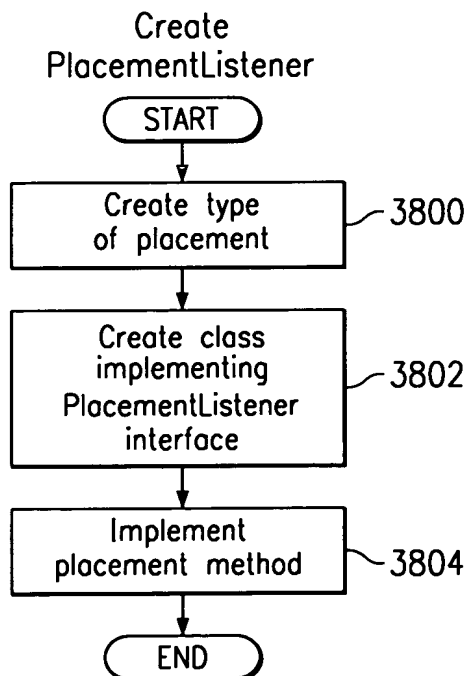 Create
PlacementListener
START
Create type
of placement
3800
Create class
implementing
PlacementListener
interface
3802
Implement
placement method
3804
END